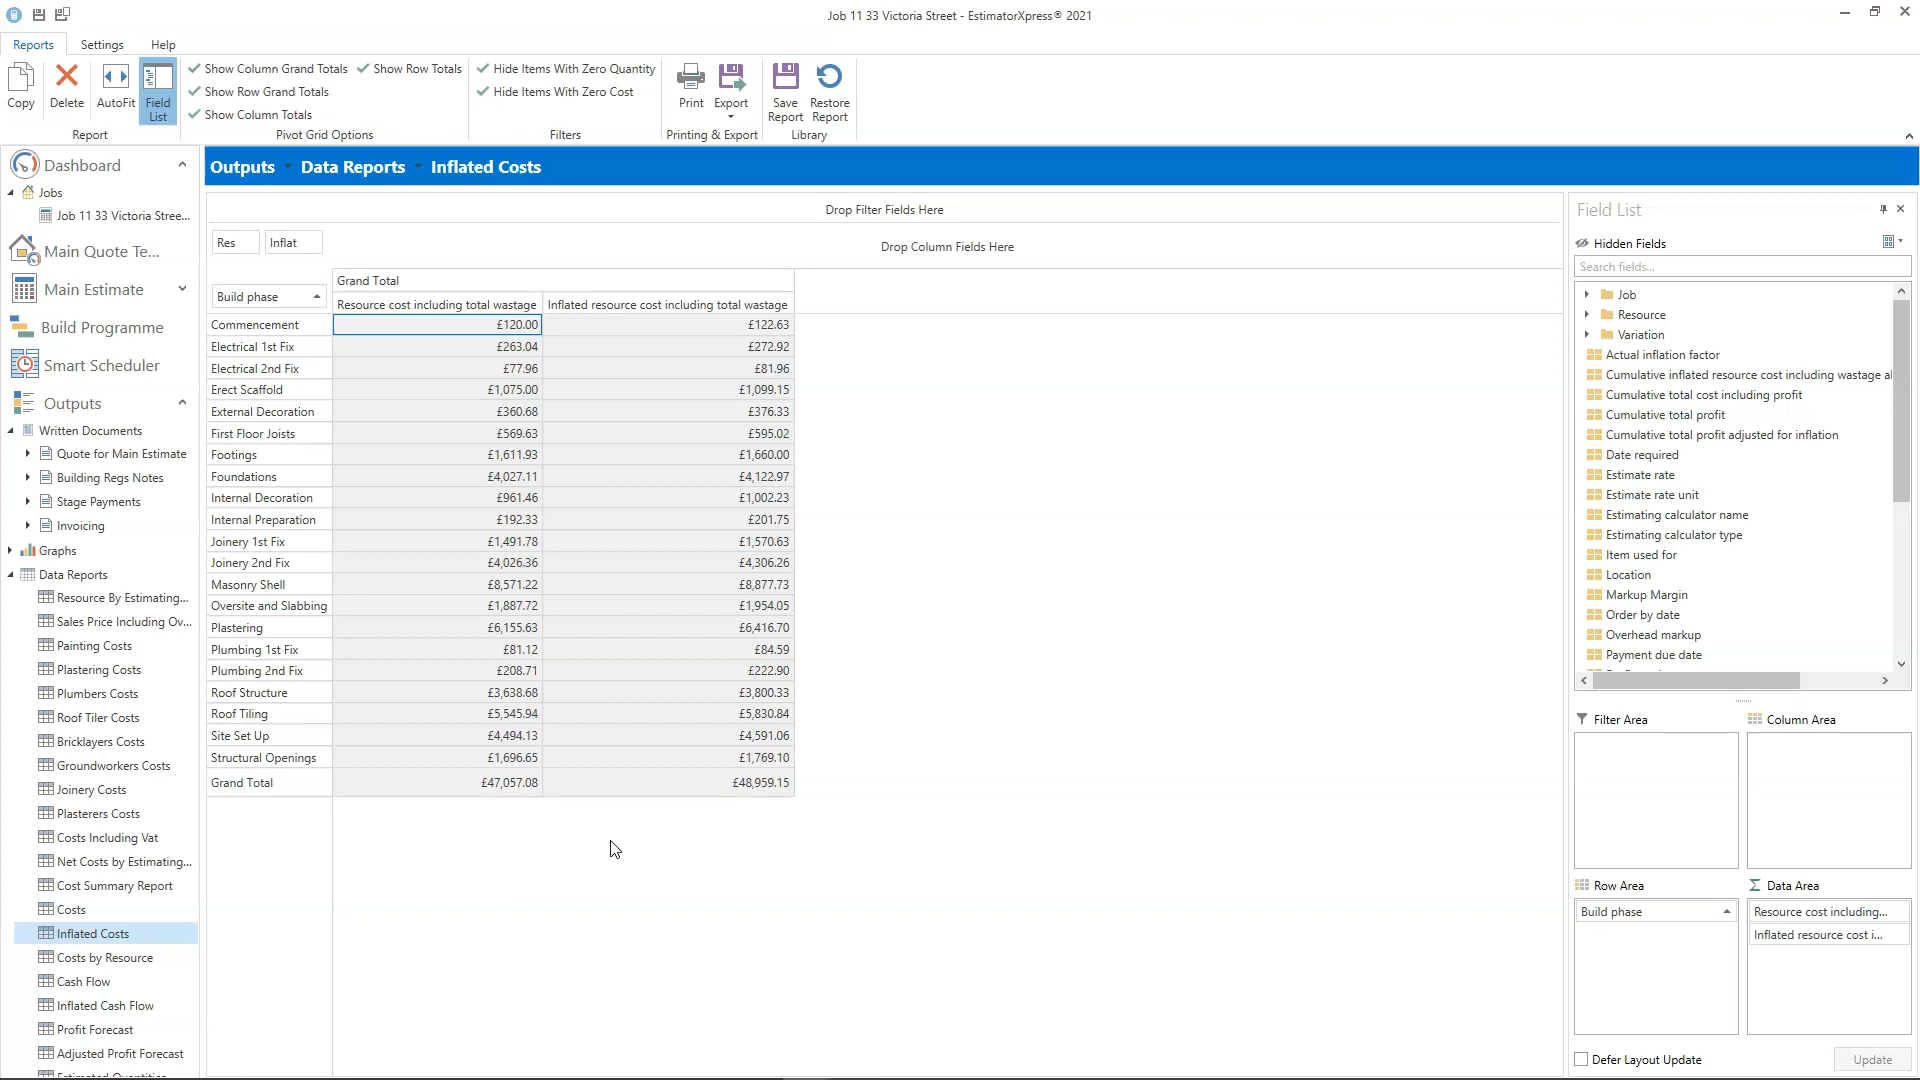 Job 11 33 Victoria Street - EstimatorXpress® 2021
Reports Settings Help
Copy Delete AutoFit Field List
Report
Show Column Grand Totals Show Row Totals
Show Row Grand Totals
Show Column Totals
Pivot Grid Options
Hide Items With Zero Quantity
Hide Items With Zero Cost
Filters
Print Export
Printing & Export
Save Report Restore Report
Library
Dashboard
Jobs
Job 11 33 Victoria Stree...
Main Quote Te...
Main Estimate
Build Programme
Smart Scheduler
Outputs
Written Documents
Quote for Main Estimate
Building Regs Notes
Stage Payments
Invoicing
Graphs
Data Reports
Resource By Estimating...
Sales Price Including Ov...
Painting Costs
Plastering Costs
Plumbers Costs
Roof Tiler Costs
Bricklayers Costs
Groundworkers Costs
Joinery Costs
Plasterers Costs
Costs Including Vat
Net Costs by Estimating...
Cost Summary Report
Costs
Inflated Costs
Costs by Resource
Cash Flow
Inflated Cash Flow
Profit Forecast
Adjusted Profit Forecast
Outputs Data Reports Inflated Costs
Drop Filter Fields Here
Res Inflat
Drop Column Fields Here
Grand Total
Build phase
Resource cost including total wastage Inflated resource cost including total wastage
Commencement £120.00 £122.63
Electrical 1st Fix £263.04 £272.92
Electrical 2nd Fix £77.96 £81.96
Erect Scaffold £1,075.00 £1,099.15
External Decoration £360.68 £376.33
First Floor Joists £569.63 £595.02
Footings £1,611.93 £1,660.00
Foundations £4,027.11 £4,122.97
Internal Decoration £961.46 £1,002.23
Internal Preparation £192.33 £201.75
Joinery 1st Fix £1,491.78 £1,570.63
Joinery 2nd Fix £4,026.36 £4,306.26
Masonry Shell £8,571.22 £8,877.73
Oversite and Slabbing £1,887.72 £1,954.05
Plastering £6,155.63 £6,416.70
Plumbing 1st Fix £81.12 £84.59
Plumbing 2nd Fix £208.71 £222.90
Roof Structure £3,638.68 £3,800.33
Roof Tiling £5,545.94 £5,830.84
Site Set Up £4,494.13 £4,591.06
Structural Openings £1,696.65 £1,769.10
Grand Total £47,057.08 £48,959.15
Field List
Hidden Fields
Search fields...
Job
Resource
Variation
Actual inflation factor
Cumulative inflated resource cost including wastage al
Cumulative total cost including profit
Cumulative total profit
Cumulative total profit adjusted for inflation
Date required
Estimate rate
Estimate rate unit
Estimating calculator name
Estimating calculator type
Item used for
Location
Markup Margin
Order by date
Overhead markup
Payment due date
Filter Area Column Area
Row Area Data Area
Build phase Resource cost including...
Inflated resource cost i...
Defer Layout Update Update